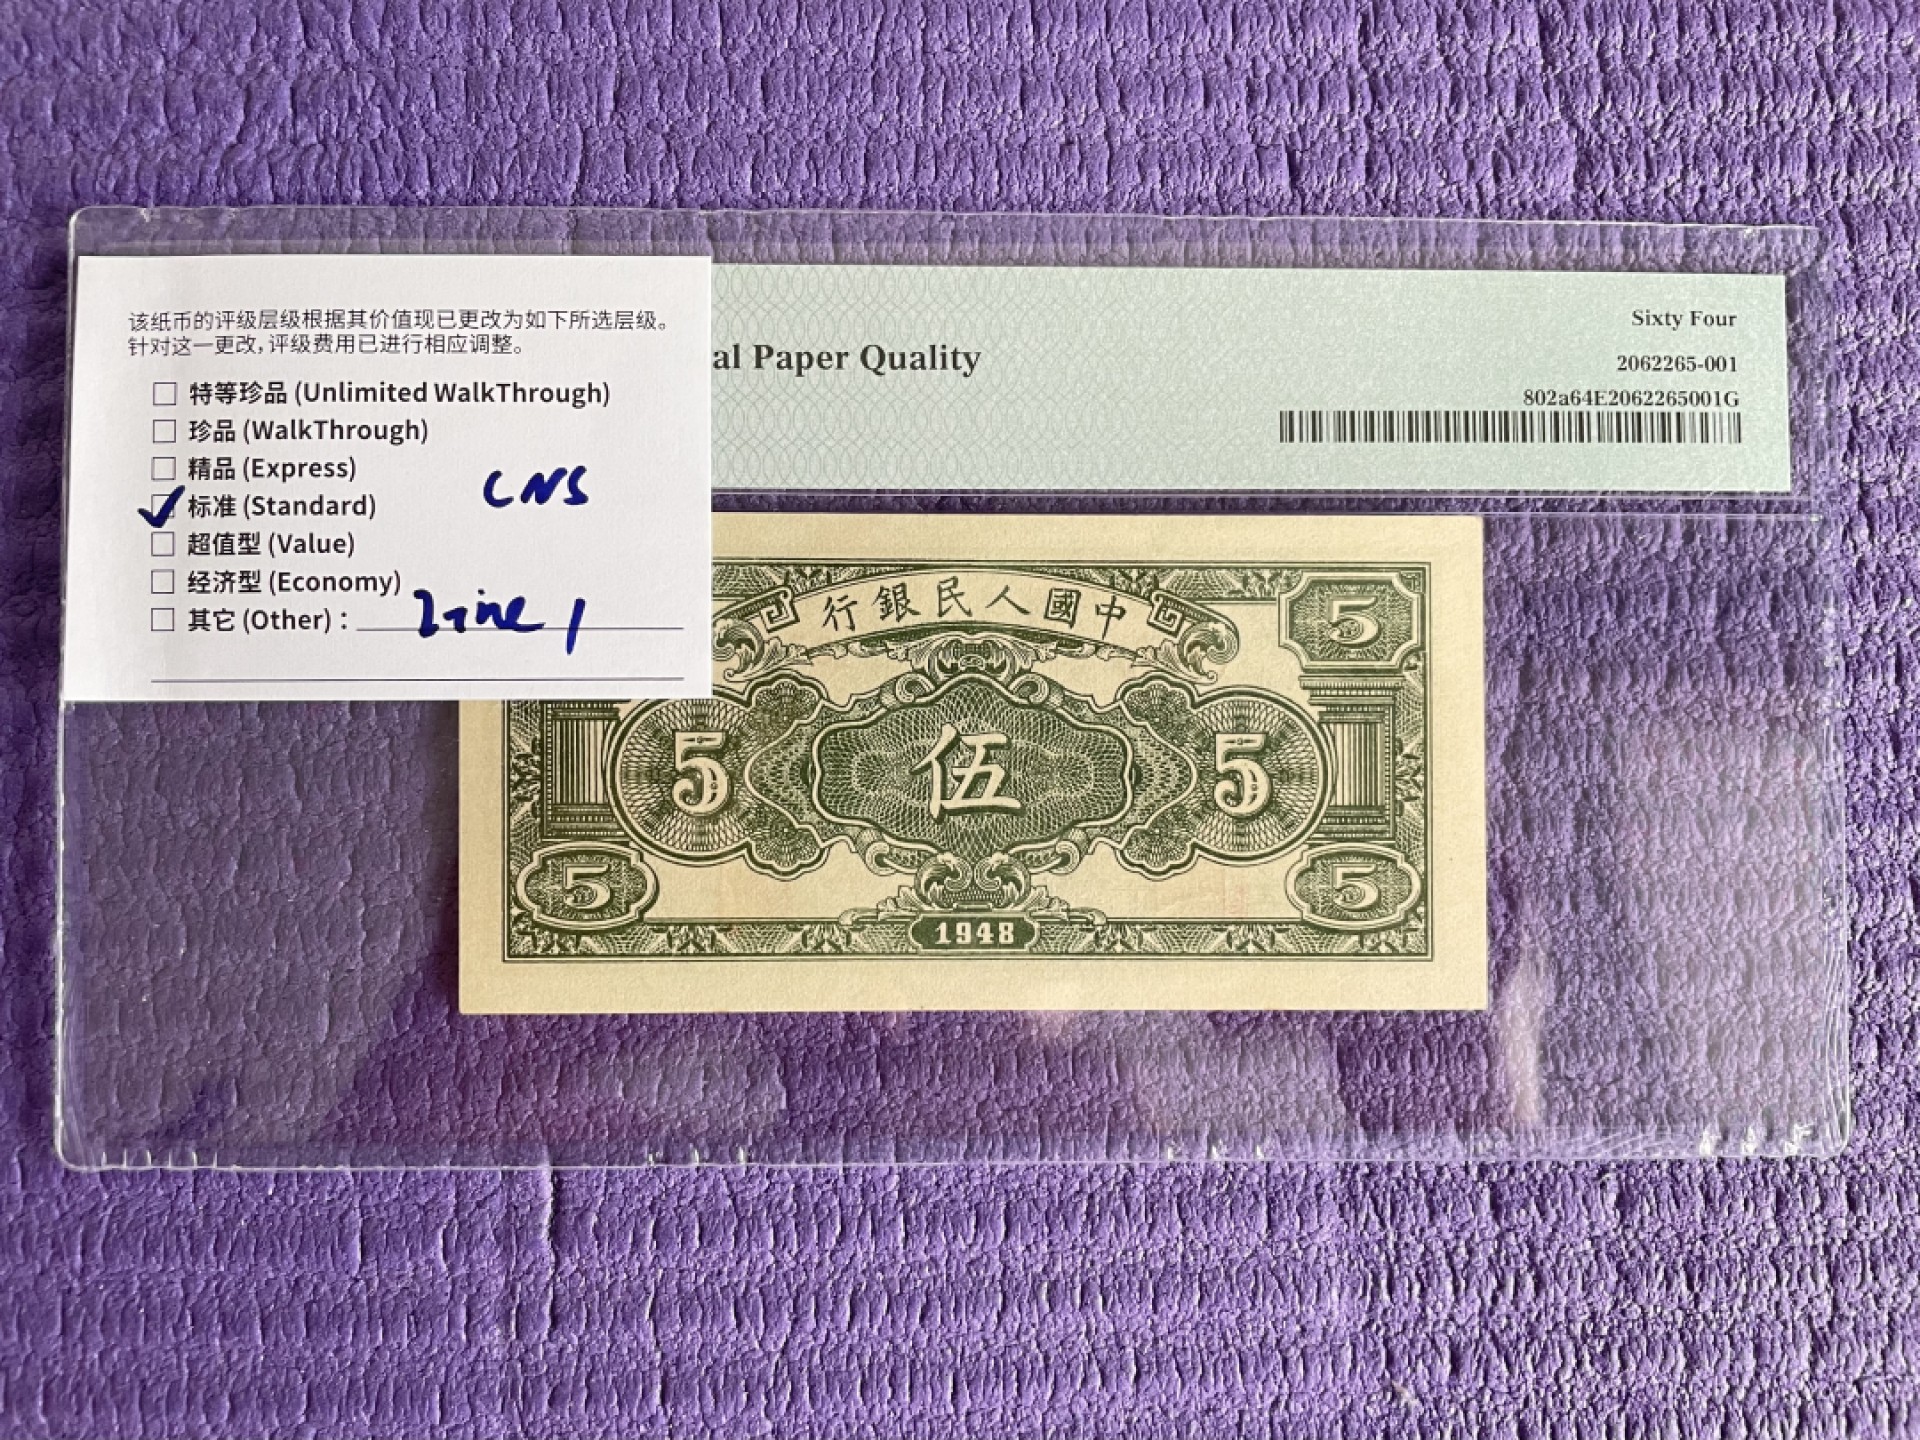 该纸币的评级层级根据其价值现已更改为如下所选层级。
针对这一更改，评级费用已进行相应调整。
特等珍品 (Unlimited WalkThrough)
珍品 (WalkThrough)
精品 (Express)
标准 (Standard)
CNS
超值型 (Value)
经济型 (Economy)
其它 (Other)：
Line 1
al Paper Quality
Sixty Four
2062265-001
802a64E2062265001G
行銀民人國中
5
5
伍
5
5
5
1948